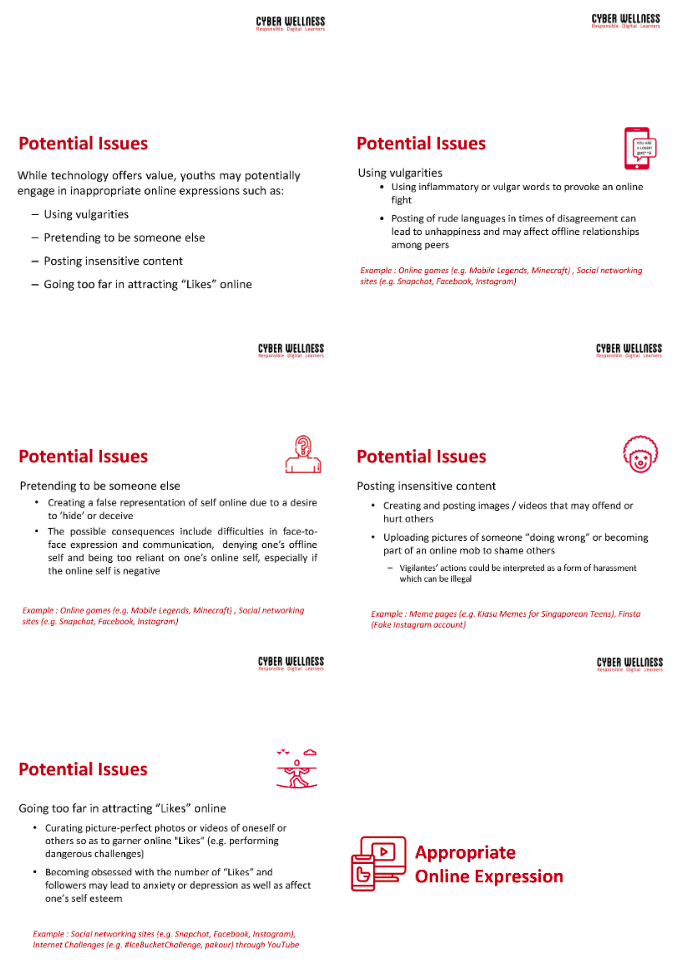 CYBER WELLNESS
Responsible Digital Learners
Potential Issues
While technology offers value, youths may potentially
engage in inappropriate online expressions such as:
– Using vulgarities
– Pretending to be someone else
– Posting insensitive content
– Going too far in attracting “Likes” online
CYBER WELLNESS
Responsible Digital Learners
Potential Issues
YOU ARE
A LOSER!
Using vulgarities
• Using inflammatory or vulgar words to provoke an online
fight
• Posting of rude languages in times of disagreement can
lead to unhappiness and may affect offline relationships
among peers
Example : Online games (e.g. Mobile Legends, Minecraft) , Social networking
sites (e.g. Snapchat, Facebook, Instagram)
CYBER WELLNESS
Responsible Digital Learners
Potential Issues
Pretending to be someone else
• Creating a false representation of self online due to a desire
to ‘hide’ or deceive
• The possible consequences include difficulties in face-to-
face expression and communication, denying one’s offline
self and being too reliant on one’s online self, especially if
the online self is negative
Example : Online games (e.g. Mobile Legends, Minecraft) , Social networking
sites (e.g. Snapchat, Facebook, Instagram)
CYBER WELLNESS
Responsible Digital Learners
Potential Issues
Posting insensitive content
• Creating and posting images / videos that may offend or
hurt others
• Uploading pictures of someone “doing wrong” or becoming
part of an online mob to shame others
– Vigilantes’ actions could be interpreted as a form of harassment
which can be illegal
Example : Meme pages (e.g. Kiasu Memes for Singaporean Teens), Finsta
(Fake Instagram account)
CYBER WELLNESS
Responsible Digital Learners
Potential Issues
Going too far in attracting “Likes” online
• Curating picture-perfect photos or videos of oneself or
others so as to garner online "Likes" (e.g. performing
dangerous challenges)
• Becoming obsessed with the number of “Likes” and
followers may lead to anxiety or depression as well as affect
one’s self esteem
Example : Social networking sites (e.g. Snapchat, Facebook, Instagram),
Internet Challenges (e.g. #IceBucketChallenge, pakour) through YouTube
CYBER WELLNESS
Responsible Digital Learners
Appropriate
Online Expression